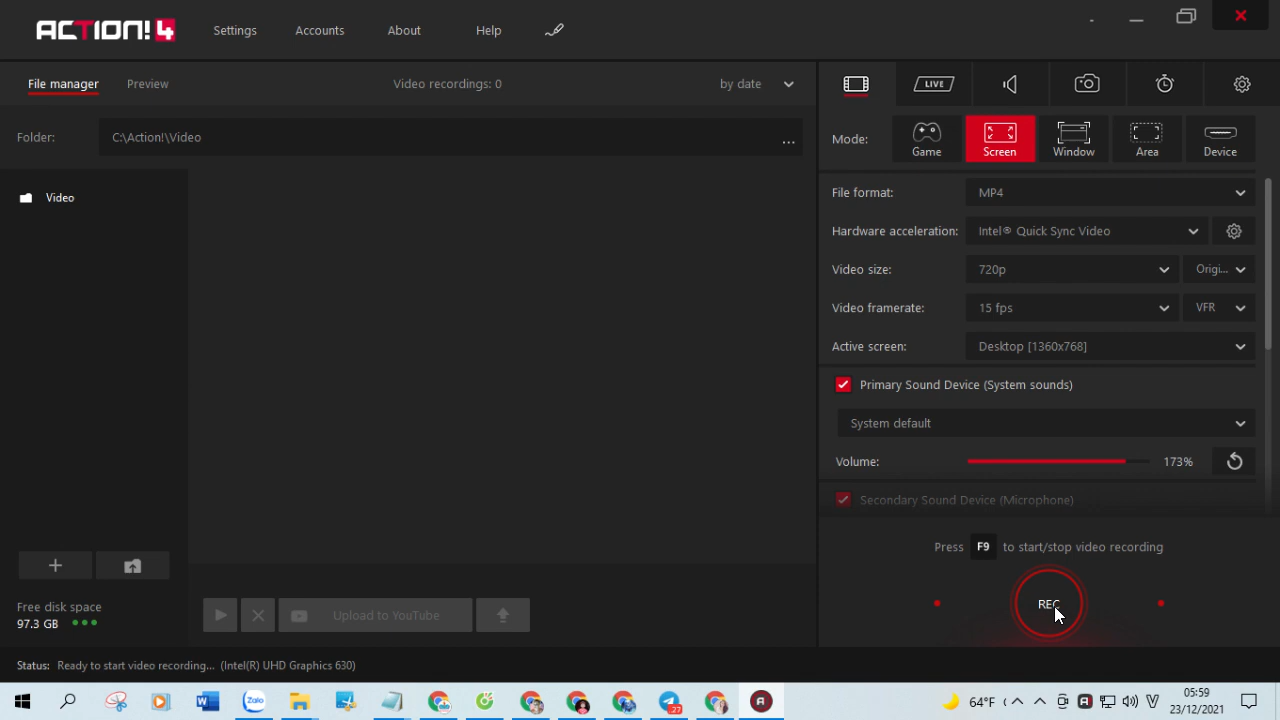 ACTION! 4
Settings
Accounts
About
Help
File manager
Preview
Video recordings: 0
by date
LIVE
Folder:
C:\Action!\Video
...
Mode:
Game
Screen
Window
Area
Device
Video
File format:
MP4
Hardware acceleration:
Intel® Quick Sync Video
Video size:
720p
Origi...
Video framerate:
15 fps
VFR
Active screen:
Desktop [1360x768]
Primary Sound Device (System sounds)
System default
Volume:
173%
Secondary Sound Device (Microphone)
Press F9 to start/stop video recording
REC
Free disk space
97.3 GB
Upload to YouTube
Status: Ready to start video recording... (Intel(R) UHD Graphics 630)
Zalo
27
64°F
05:59
23/12/2021